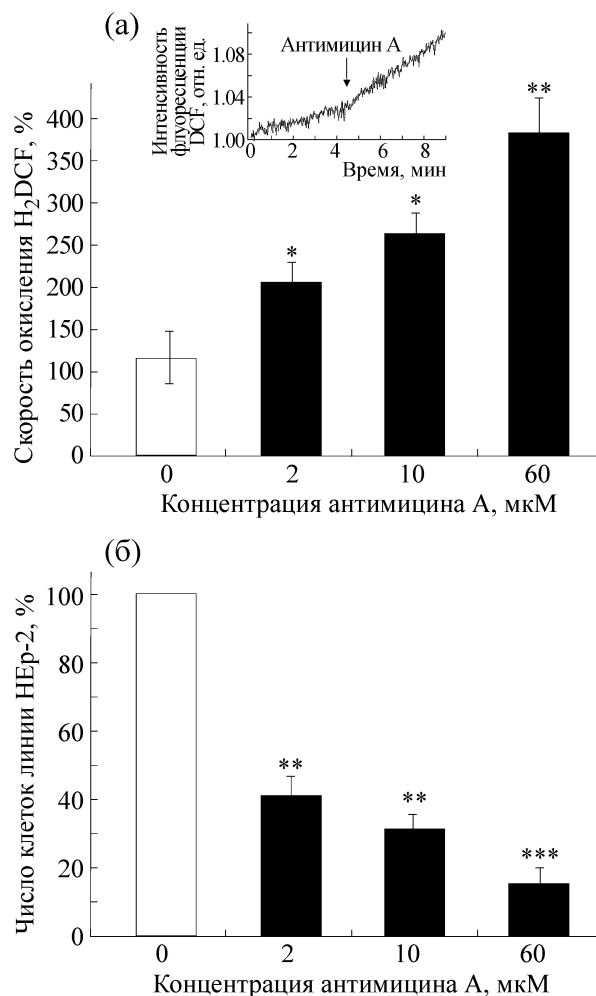 (а)
Интенсивность
флуоресценции
DCF, отн. ед.
1.08
1.04
1.00
Антимицин А
0 2 4 6 8
Время, мин
Скорость окисления H₂DCF, %
400
350
300
250
200
150
100
50
0
* * **
0 2 10 60
Концентрация антимицина А, мкМ
(б)
Число клеток линии HEp-2, %
100
80
60
40
20
0
** ** ***
0 2 10 60
Концентрация антимицина А, мкМ